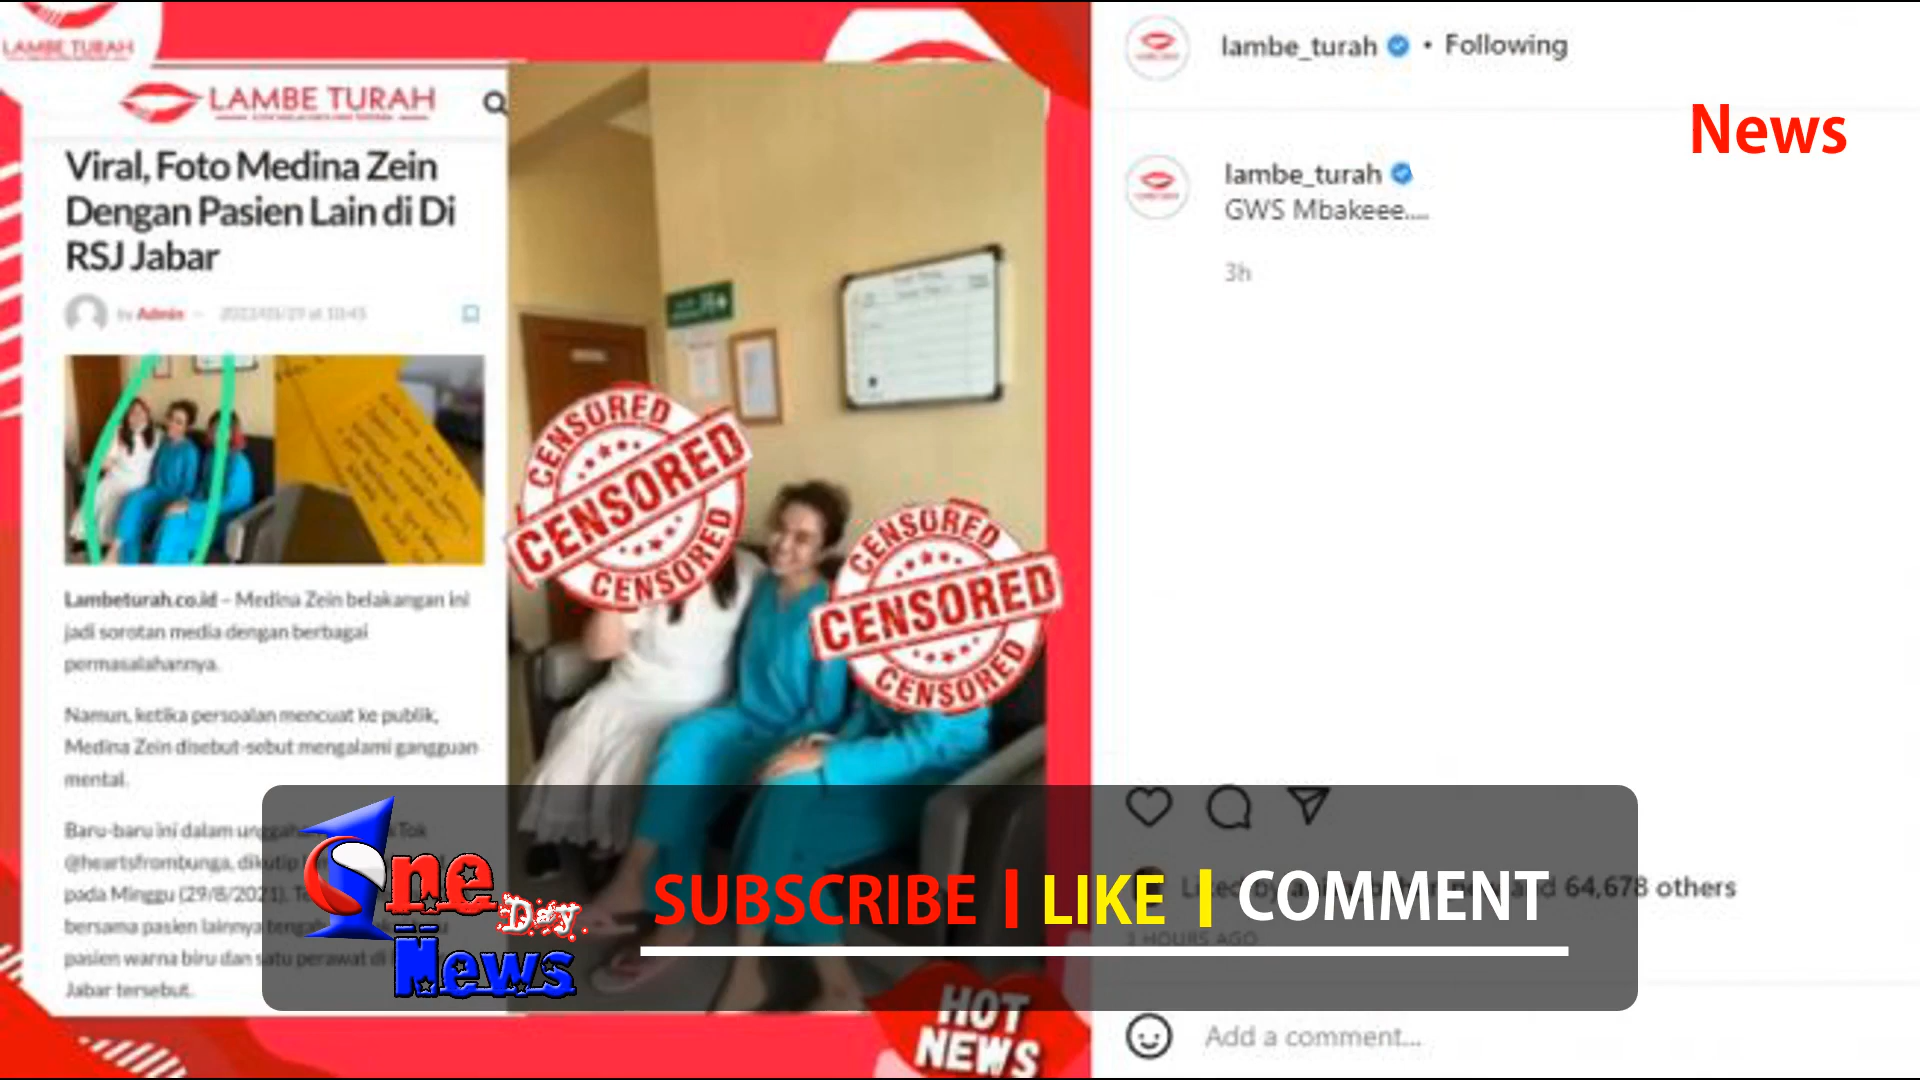 LAMBE TURAH
LAMBE TURAH
Viral, Foto Medina Zein
Dengan Pasien Lain di Di
RSJ Jabar
by Admin
Lambeturah.co.id – Medina Zein belakangan ini
jadi sorotan media dengan berbagai
permasalahannya.
Namun, ketika persoalan mencuat ke publik,
Medina Zein disebut-sebut mengalami gangguan
mental.
Baru-baru ini dalam
@heartsfrombunga,
pada Minggu (29/8/2021).
bersama pasien lainnya
pasien warna biru dan satu perawat di
Jabar tersebut.
CENSORED
CENSORED
CENSORED
CENSORED
CENSORED
CENSORED
HOT
NEWS
lambe_turah • Following
News
lambe_turah
GWS Mbakeee....
3h
64,678 others
3 HOURS AGO
Add a comment...
One
Day
News
SUBSCRIBE | LIKE | COMMENT